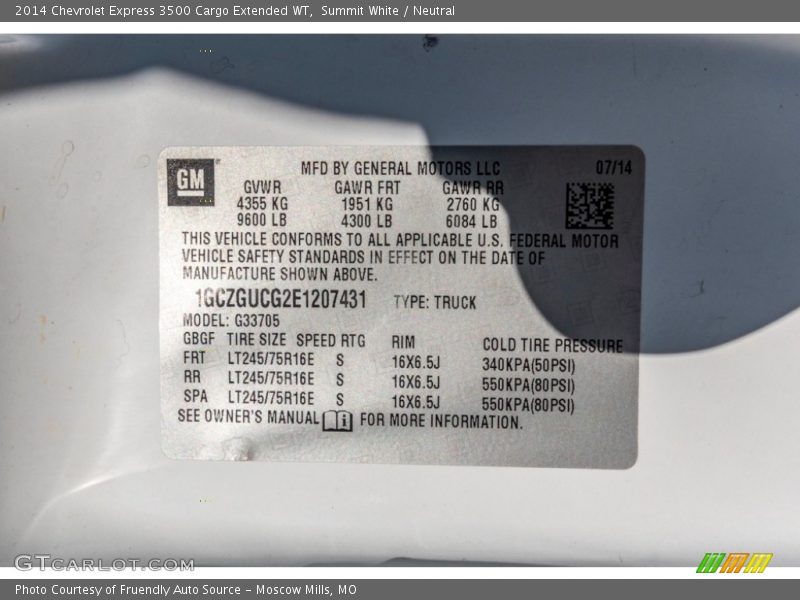 2014 Chevrolet Express 3500 Cargo Extended WT, Summit White / Neutral
GM
MFD BY GENERAL MOTORS LLC 07/14
GVWR GAWR FRT GAWR RR
4355 KG 1951 KG 2760 KG
9600 LB 4300 LB 6084 LB
THIS VEHICLE CONFORMS TO ALL APPLICABLE U.S. FEDERAL MOTOR
VEHICLE SAFETY STANDARDS IN EFFECT ON THE DATE OF
MANUFACTURE SHOWN ABOVE.
1GCZGUCG2E1207431 TYPE: TRUCK
MODEL: G33705
GBGF TIRE SIZE SPEED RTG RIM COLD TIRE PRESSURE
FRT LT245/75R16E S 16X6.5J 340KPA(50PSI)
RR LT245/75R16E S 16X6.5J 550KPA(80PSI)
SPA LT245/75R16E S 16X6.5J 550KPA(80PSI)
SEE OWNER'S MANUAL FOR MORE INFORMATION.
GTCARLOT.COM
Photo Courtesy of Fruendly Auto Source - Moscow Mills, MO